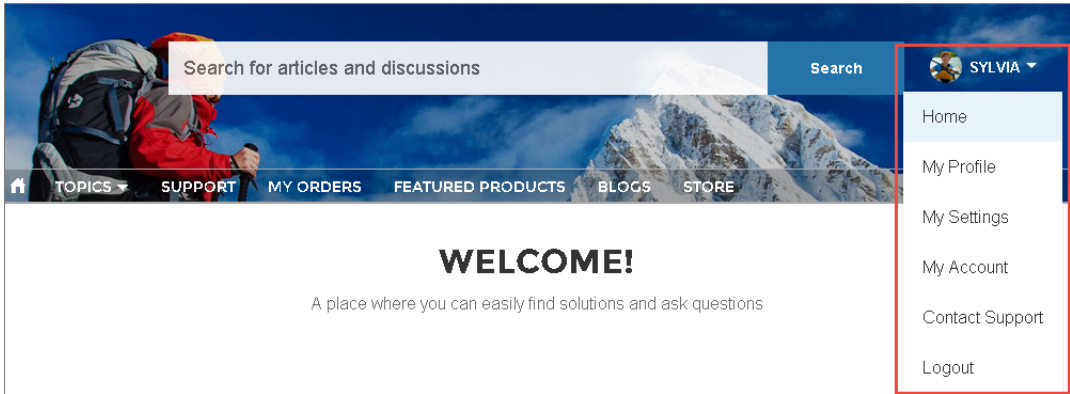 Search for articles and discussions
Search
SYLVIA
Home
My Profile
My Settings
My Account
Contact Support
Logout
TOPICS SUPPORT MY ORDERS FEATURED PRODUCTS BLOGS STORE
WELCOME!
A place where you can easily find solutions and ask questions